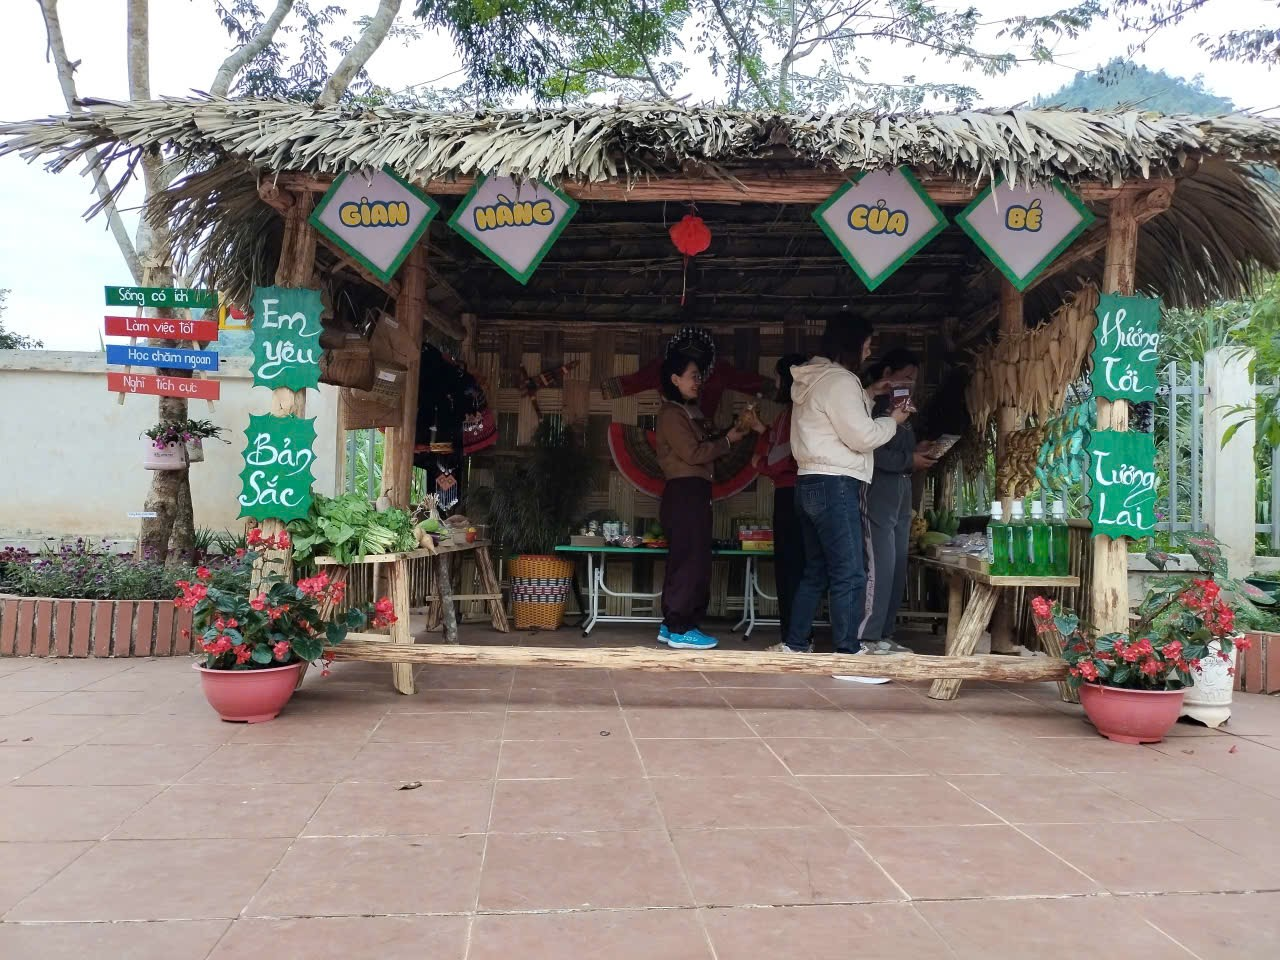 GIAN
HÀNG
CỦA
BÉ
Sống có ích
Làm việc tốt
Học chăm ngoan
Nghĩ tích cực
Em
yêu
Bản
Sắc
Hướng
Tới
Tương
Lai